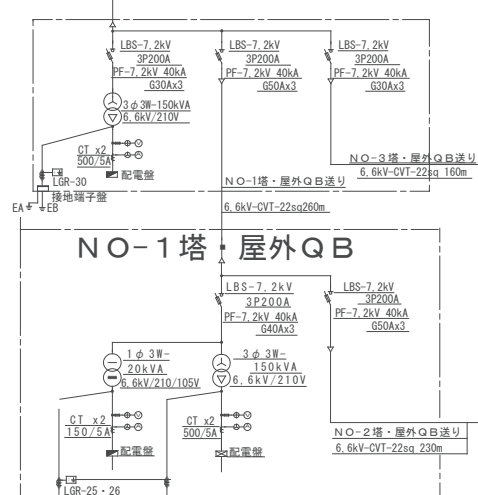 LBS-7.2kV
3P200A
PF-7.2kV 40kA
G30Ax3
LBS-7.2kV
3P200A
PF-7.2kV 40kA
G50Ax3
LBS-7.2kV
3P200A
PF-7.2kV 40kA
G30Ax3
3φ3W-150kVA
6.6kV/210V
CT x2
500/5A
配電盤
LGR-30
接地端子盤
EA
EB
NO-3塔・屋外QB送り
6.6kV-CVT-22sq 160m
NO-1塔・屋外QB送り
6.6kV-CVT-22sq260m
NO-1塔 屋外QB
LBS-7.2kV
3P200A
PF-7.2kV 40kA
G40Ax3
LBS-7.2kV
3P200A
PF-7.2kV 40kA
G50Ax3
1φ3W-
20kVA
6.6kV/210/105V
3φ3W-
150kVA
6.6kV/210V
CT x2
150/5A
配電盤
CT x2
500/5A
配電盤
NO-2塔・屋外QB送り
6.6kV-CVT-22sq 230m
LGR-25・26